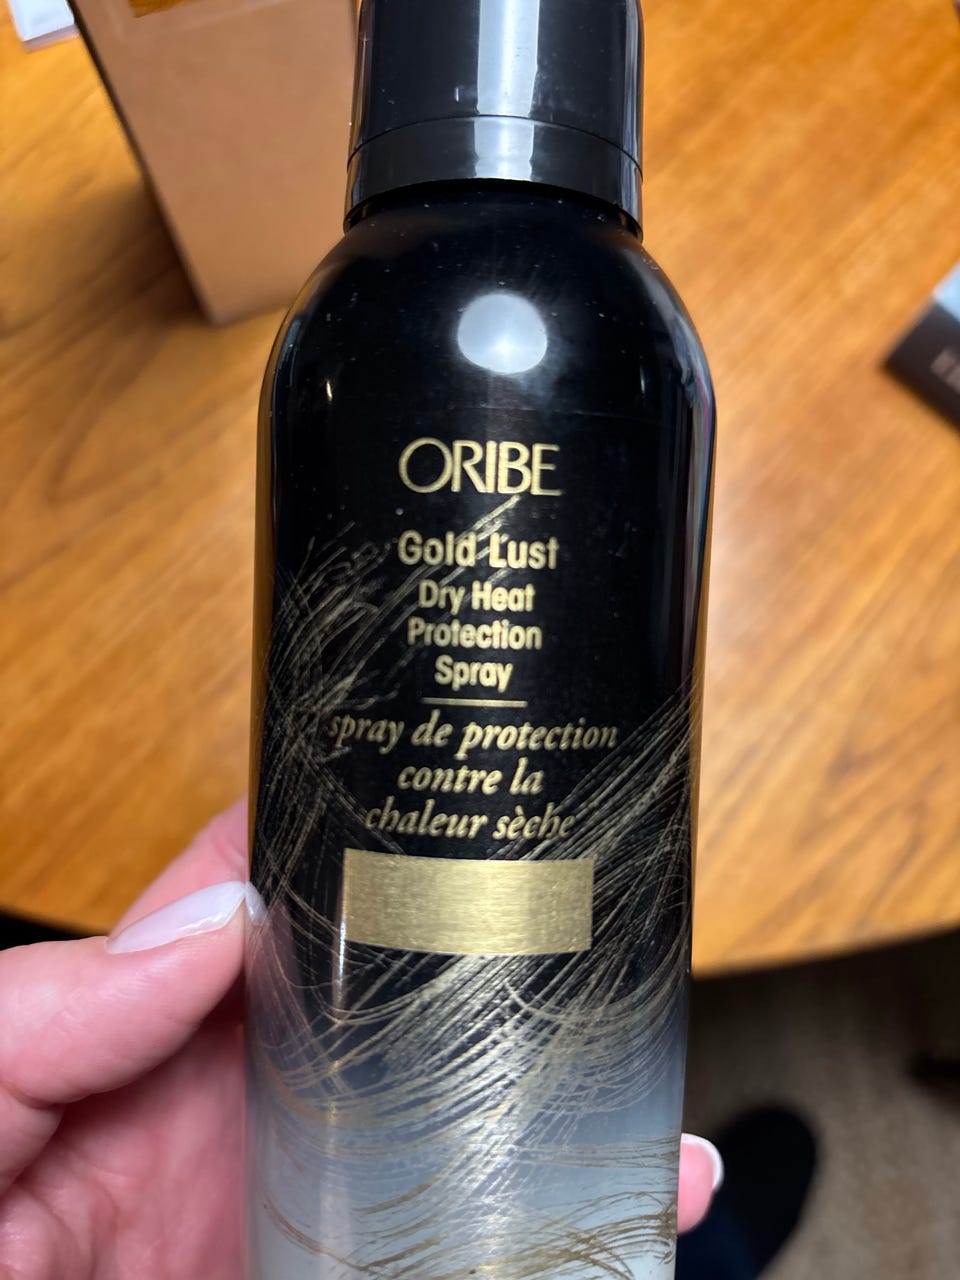 ORIBE
Gold Lust
Dry Heat
Protection
Spray
spray de protection
contre la
chaleur sèche